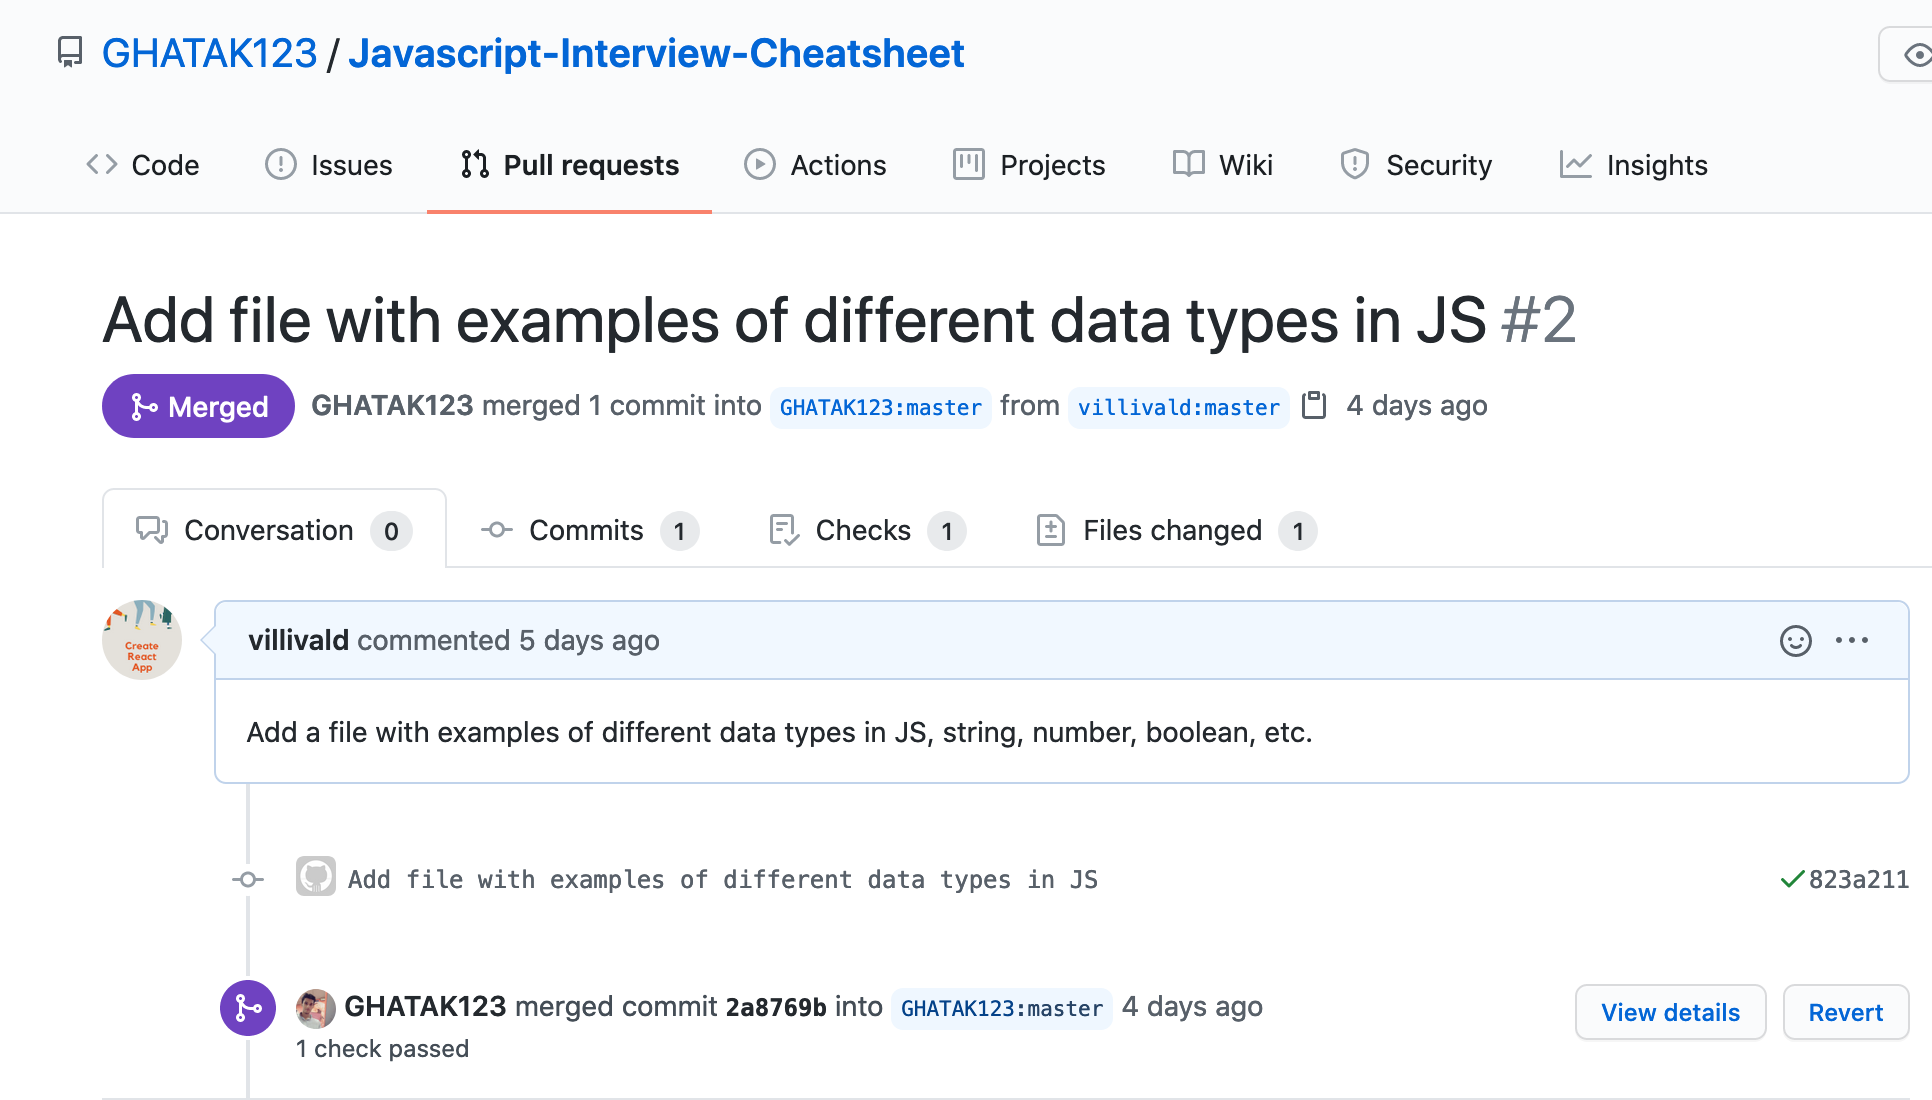 GHATAK123 / Javascript-Interview-Cheatsheet
Code Issues Pull requests Actions Projects Wiki Security Insights
Add file with examples of different data types in JS #2
Merged GHATAK123 merged 1 commit into GHATAK123:master from villivald:master 4 days ago
Conversation 0 Commits 1 Checks 1 Files changed 1
Create
React
App
villivald commented 5 days ago
Add a file with examples of different data types in JS, string, number, boolean, etc.
Add file with examples of different data types in JS 823a211
GHATAK123 merged commit 2a8769b into GHATAK123:master 4 days ago View details Revert
1 check passed